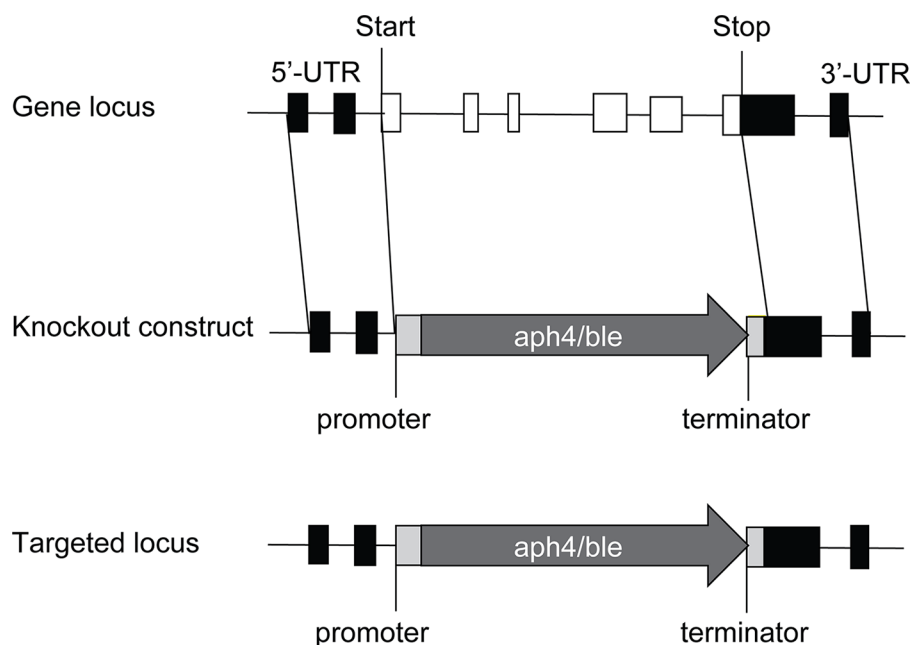 Start
Stop
5’-UTR
3’-UTR
Gene locus
Knockout construct
aph4/ble
promoter
terminator
Targeted locus
aph4/ble
promoter
terminator